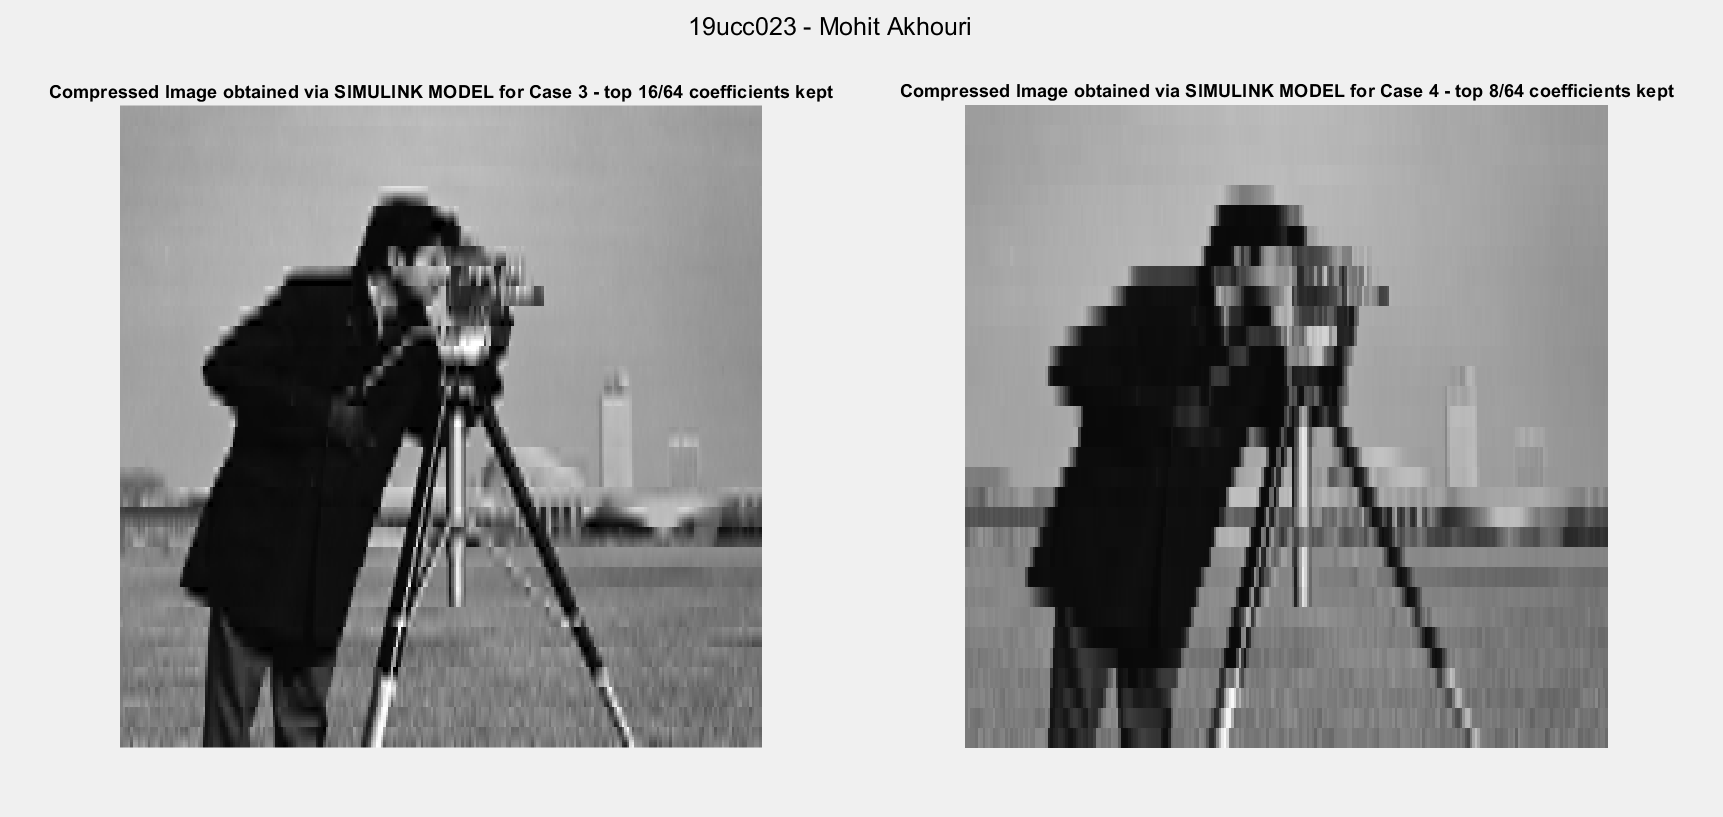 19ucc023 - Mohit Akhouri
Compressed Image obtained via SIMULINK MODEL for Case 3 - top 16/64 coefficients kept
Compressed Image obtained via SIMULINK MODEL for Case 4 - top 8/64 coefficients kept